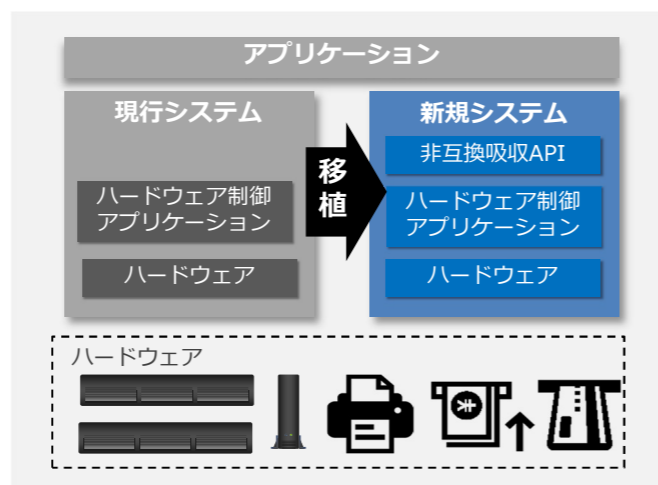 アプリケーション
現行システム
ハードウェア制御
アプリケーション
ハードウェア
移
植
新規システム
非互換吸収API
ハードウェア制御
アプリケーション
ハードウェア
ハードウェア